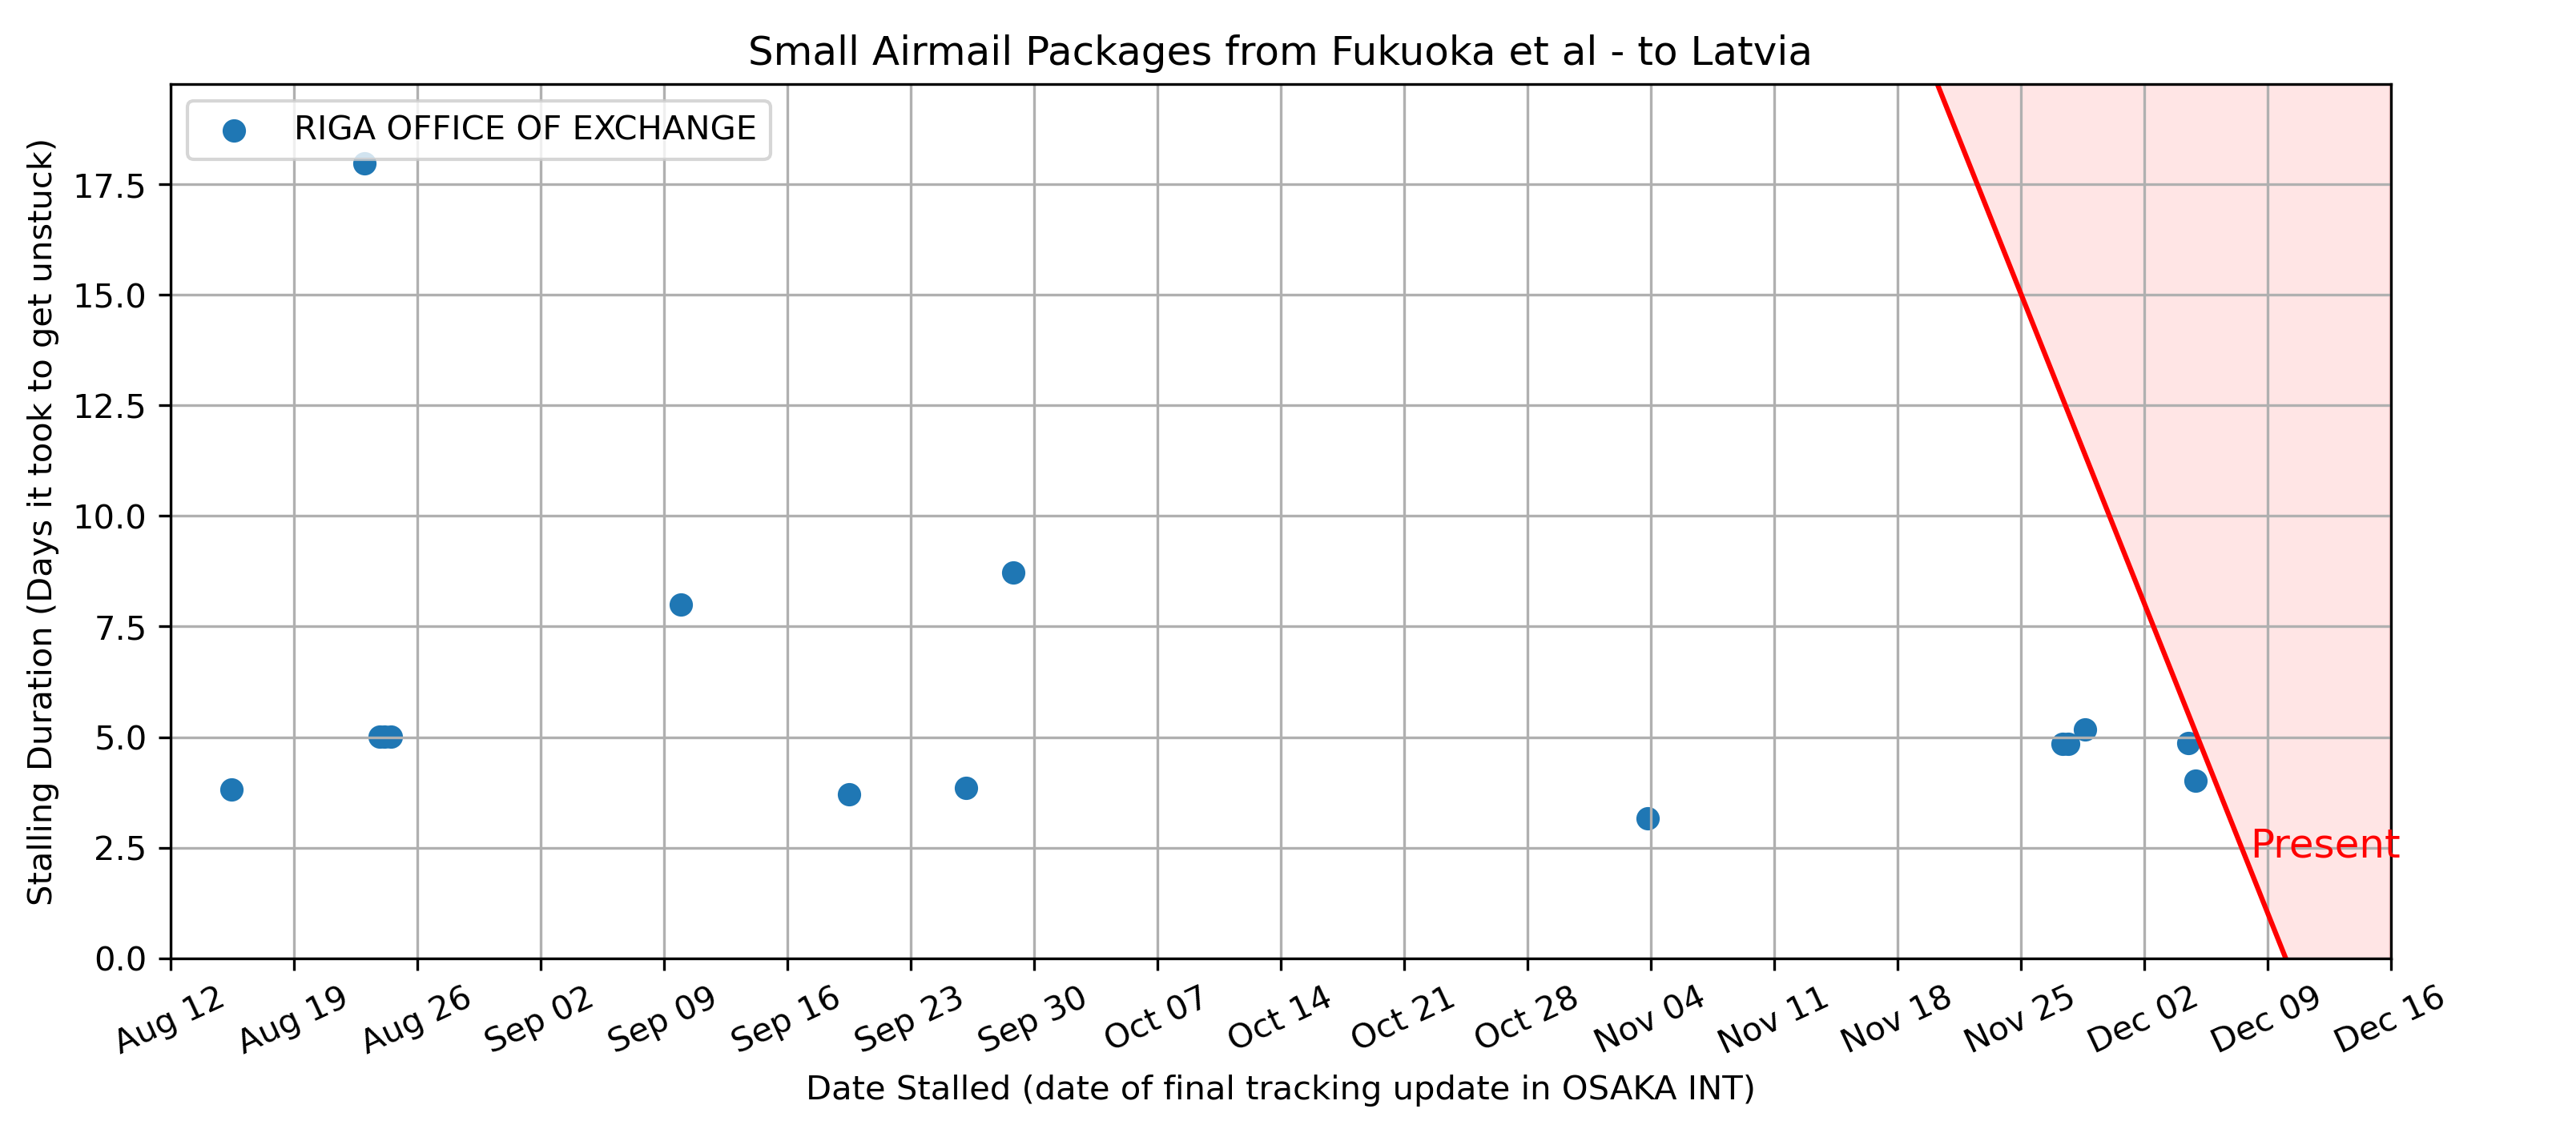 Small Airmail Packages from Fukuoka et al - to Latvia
RIGA OFFICE OF EXCHANGE
Stalling Duration (Days it took to get unstuck)
17.5
15.0
12.5
10.0
7.5
5.0
2.5
0.0
Present
Aug 12
Aug 19
Aug 26
Sep 02
Sep 09
Sep 16
Sep 23
Sep 30
Oct 07
Oct 14
Oct 21
Oct 28
Nov 04
Nov 11
Nov 18
Nov 25
Dec 02
Dec 09
Dec 16
Date Stalled (date of final tracking update in OSAKA INT)